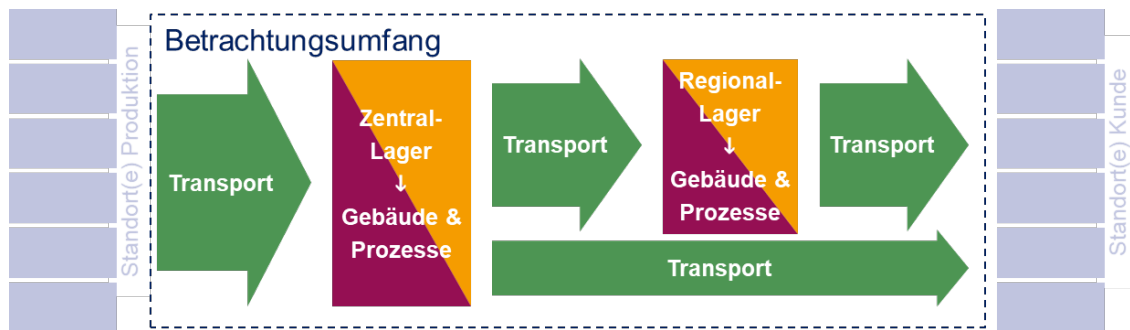 Betrachtungsumfang
Standort(e) Produktion
Transport
Zentral-
Lager
↓
Gebäude &
Prozesse
Transport
Regional-
Lager
↓
Gebäude &
Prozesse
Transport
Transport
Standort(e) Kunde